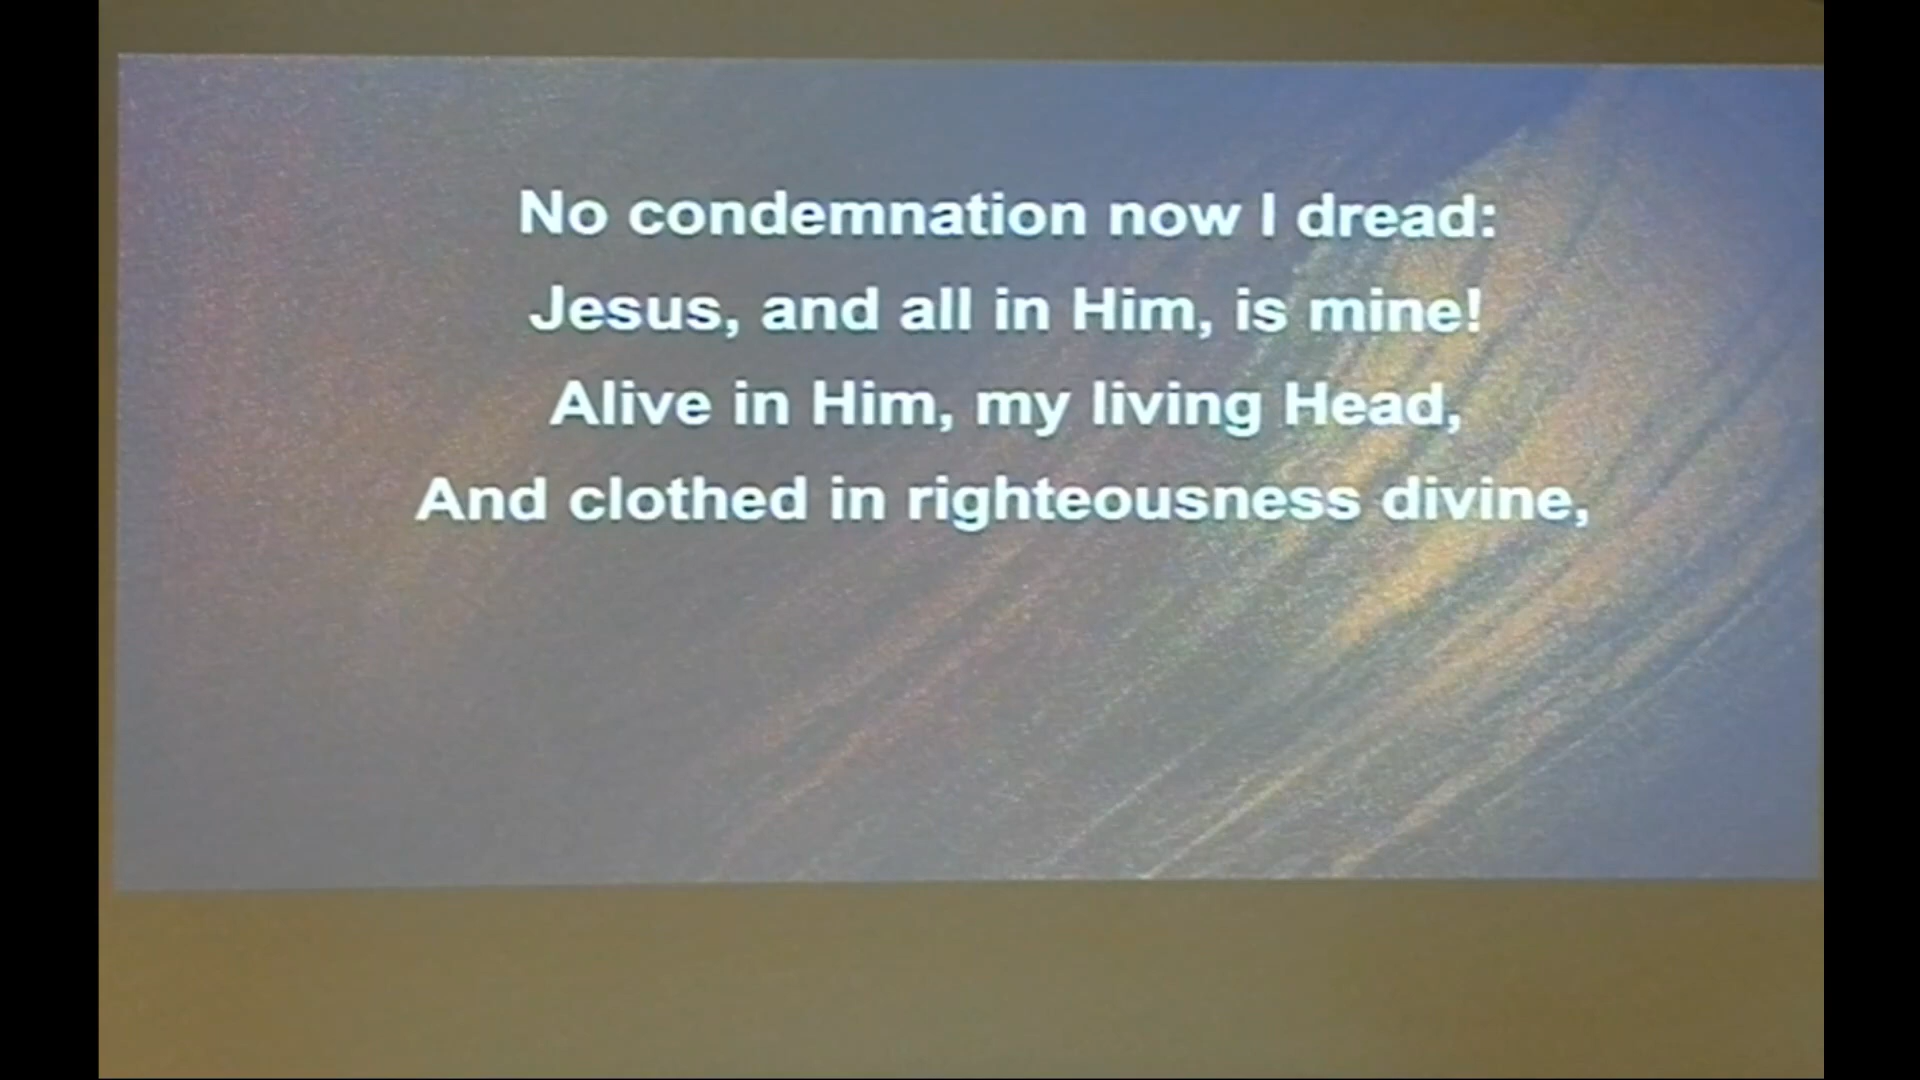 No condemnation now I dread:
Jesus, and all in Him, is mine!
Alive in Him, my living Head,
And clothed in righteousness divine,